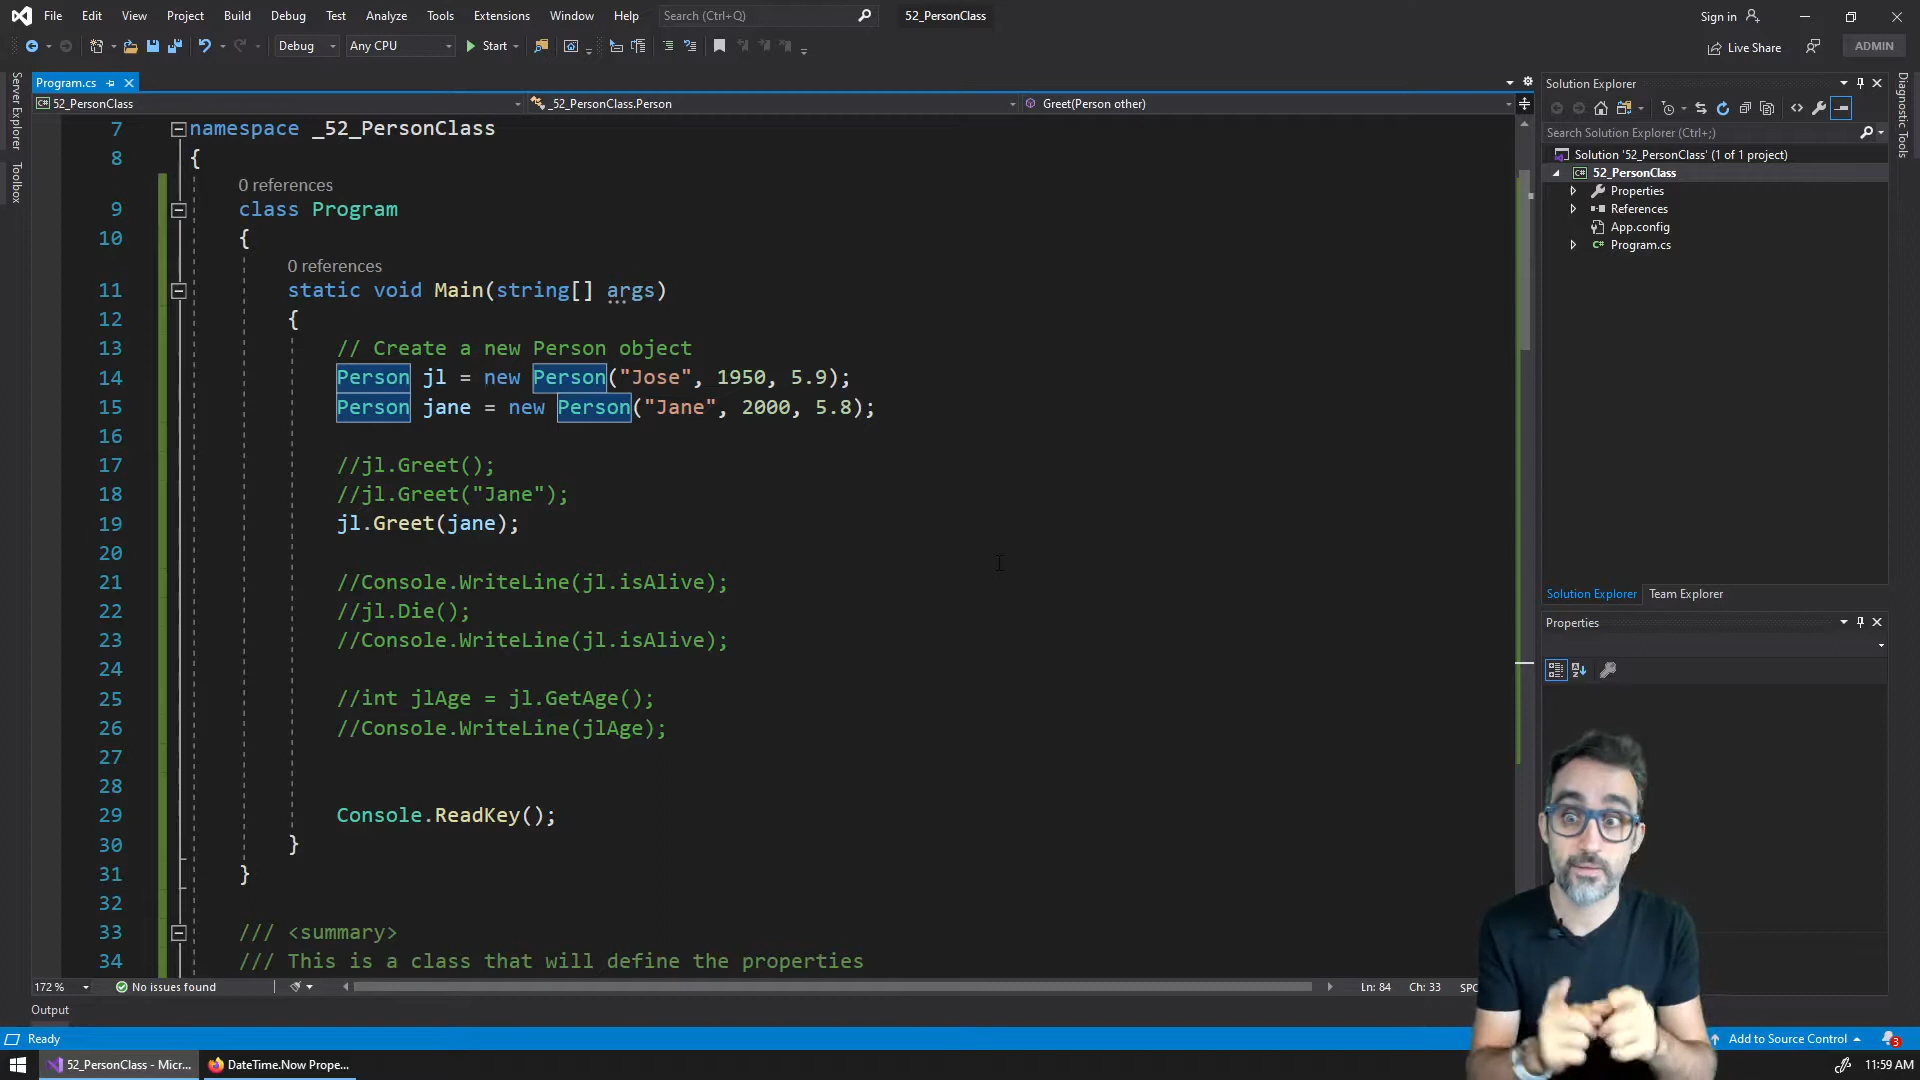 File Edit View Project Build Debug Test Analyze Tools Extensions Window Help Search (Ctrl+Q) 52_PersonClass Sign in
Debug Any CPU Start Live Share ADMIN
Server Explorer
Toolbox
Program.cs
52_PersonClass _52_PersonClass.Person Greet(Person other)
7 namespace _52_PersonClass
8 {
0 references
9 class Program
10 {
0 references
11 static void Main(string[] args)
12 {
13 // Create a new Person object
14 Person jl = new Person("Jose", 1950, 5.9);
15 Person jane = new Person("Jane", 2000, 5.8);
16
17 //jl.Greet();
18 //jl.Greet("Jane");
19 jl.Greet(jane);
20
21 //Console.WriteLine(jl.isAlive);
22 //jl.Die();
23 //Console.WriteLine(jl.isAlive);
24
25 //int jlAge = jl.GetAge();
26 //Console.WriteLine(jlAge);
27
28
29 Console.ReadKey();
30 }
31 }
32
33 /// <summary>
34 /// This is a class that will define the properties
172 % No issues found Ln: 84 Ch: 33 SPC
Output
Solution Explorer
Search Solution Explorer (Ctrl+;)
Solution '52_PersonClass' (1 of 1 project)
C# 52_PersonClass
Properties
References
App.config
C# Program.cs
Solution Explorer Team Explorer
Properties
Diagnostic Tools
Ready Add to Source Control 3
52_PersonClass - Micr... DateTime.Now Prope... 11:59 AM